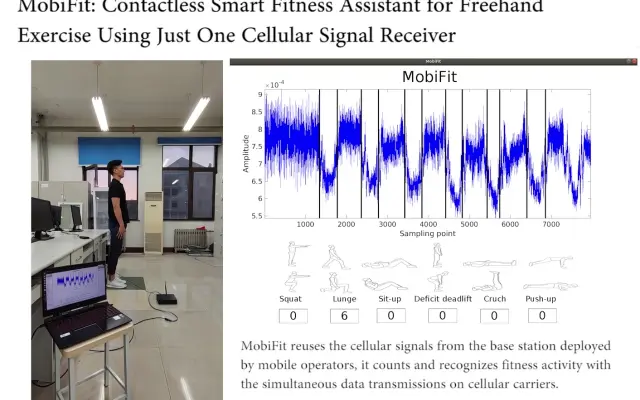 MobiFit: Contactless Smart Fitness Assistant for Freehand
Exercise Using Just One Cellular Signal Receiver
MobiFit
MobiFit
×10⁻⁴
9
8.5
8
7.5
7
6.5
6
5.5
Amplitude
1000 2000 3000 4000 5000 6000 7000
Sampling point
Squat Lunge Sit-up Deficit deadlift Cruch Push-up
0 6 0 0 0 0
MobiFit reuses the cellular signals from the base station deployed
by mobile operators, it counts and recognizes fitness activity with
the simultaneous data transmissions on cellular carriers.